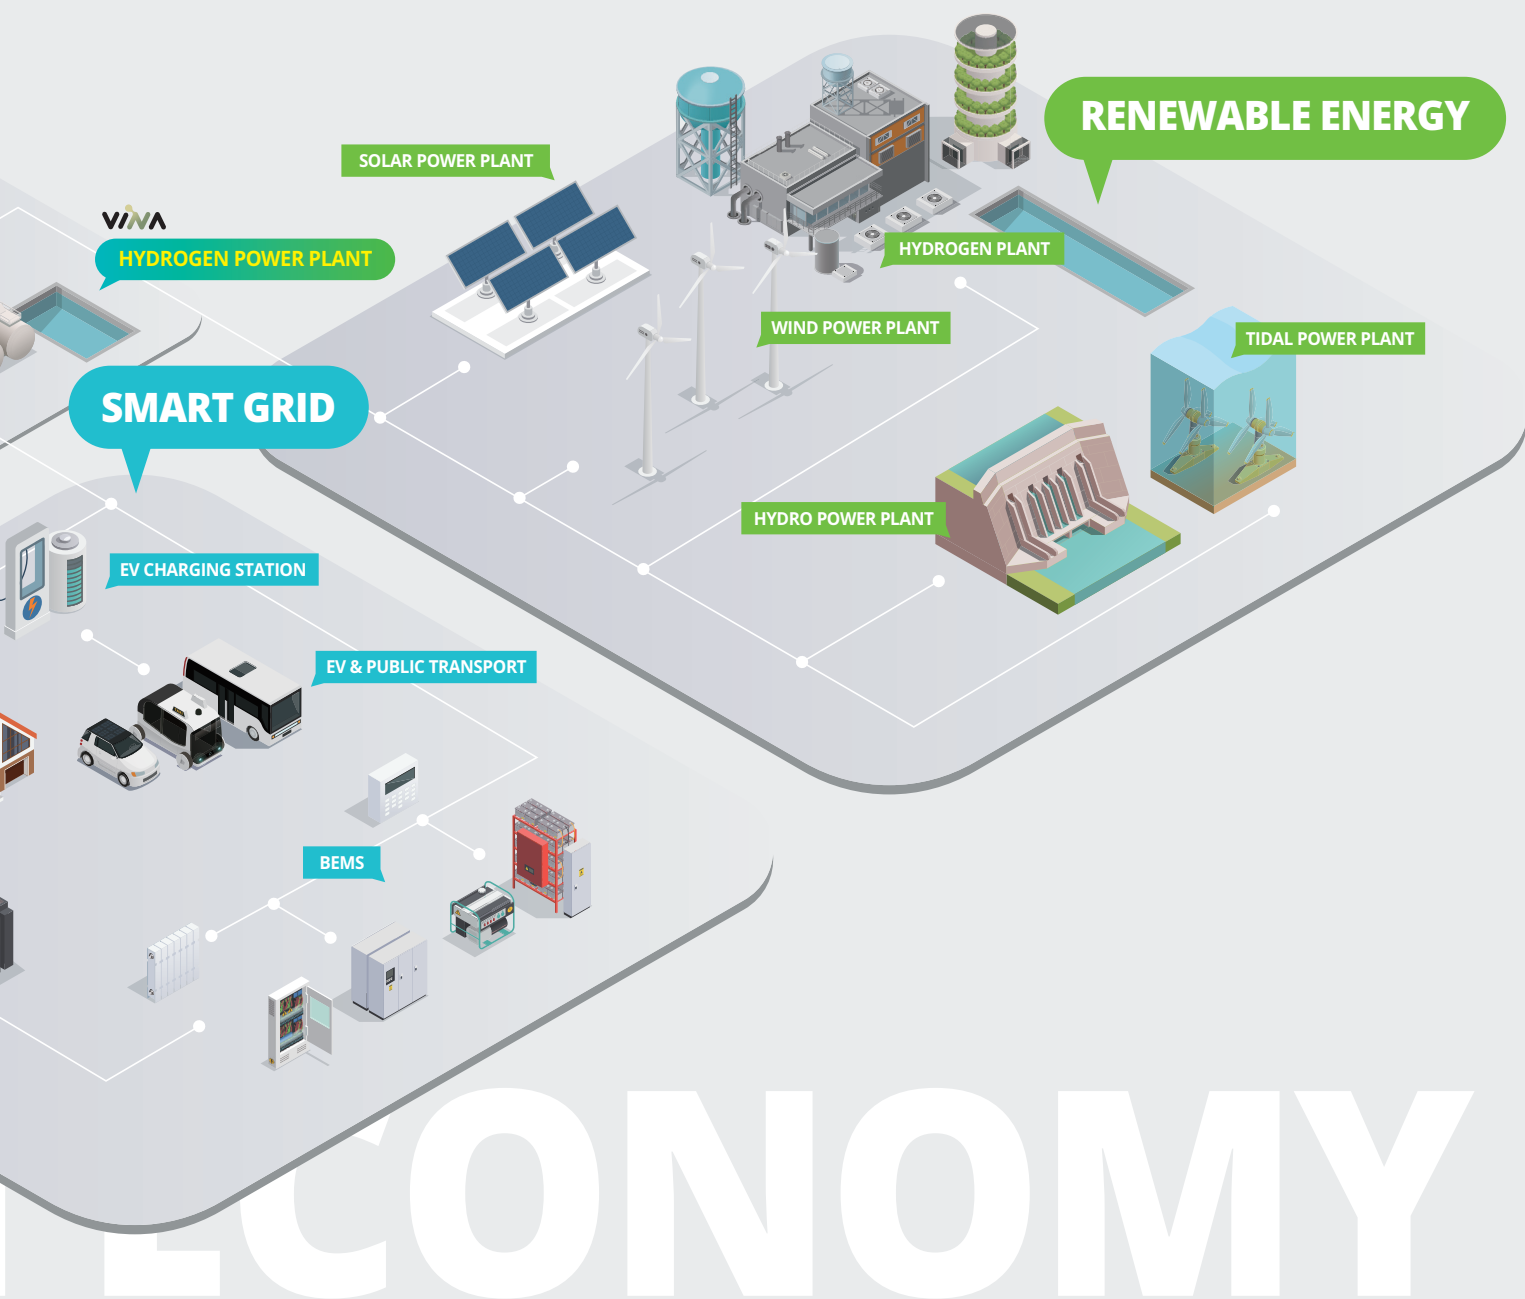 RENEWABLE ENERGY
SOLAR POWER PLANT
VINA
HYDROGEN POWER PLANT
HYDROGEN PLANT
WIND POWER PLANT
TIDAL POWER PLANT
SMART GRID
HYDRO POWER PLANT
EV CHARGING STATION
EV & PUBLIC TRANSPORT
BEMS
ECONOMY